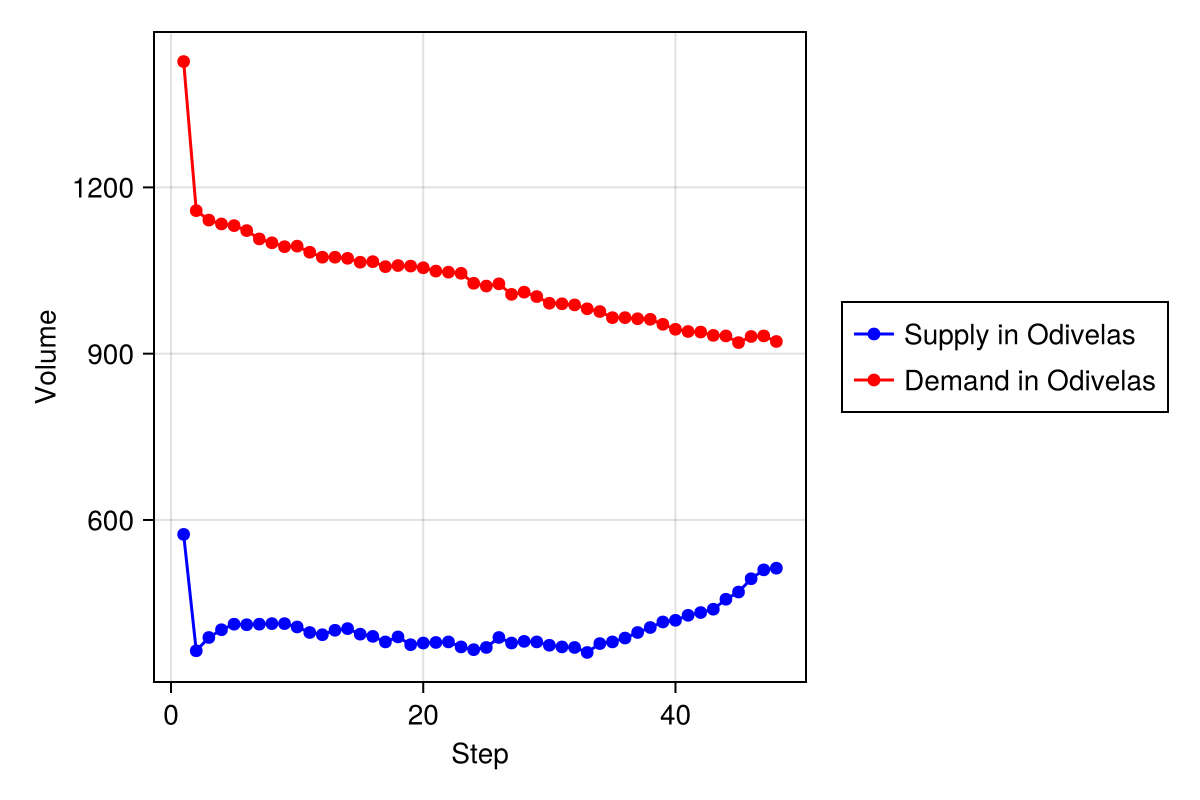 1200
900
600
Volume
0
20
40
Step
Supply in Odivelas
Demand in Odivelas